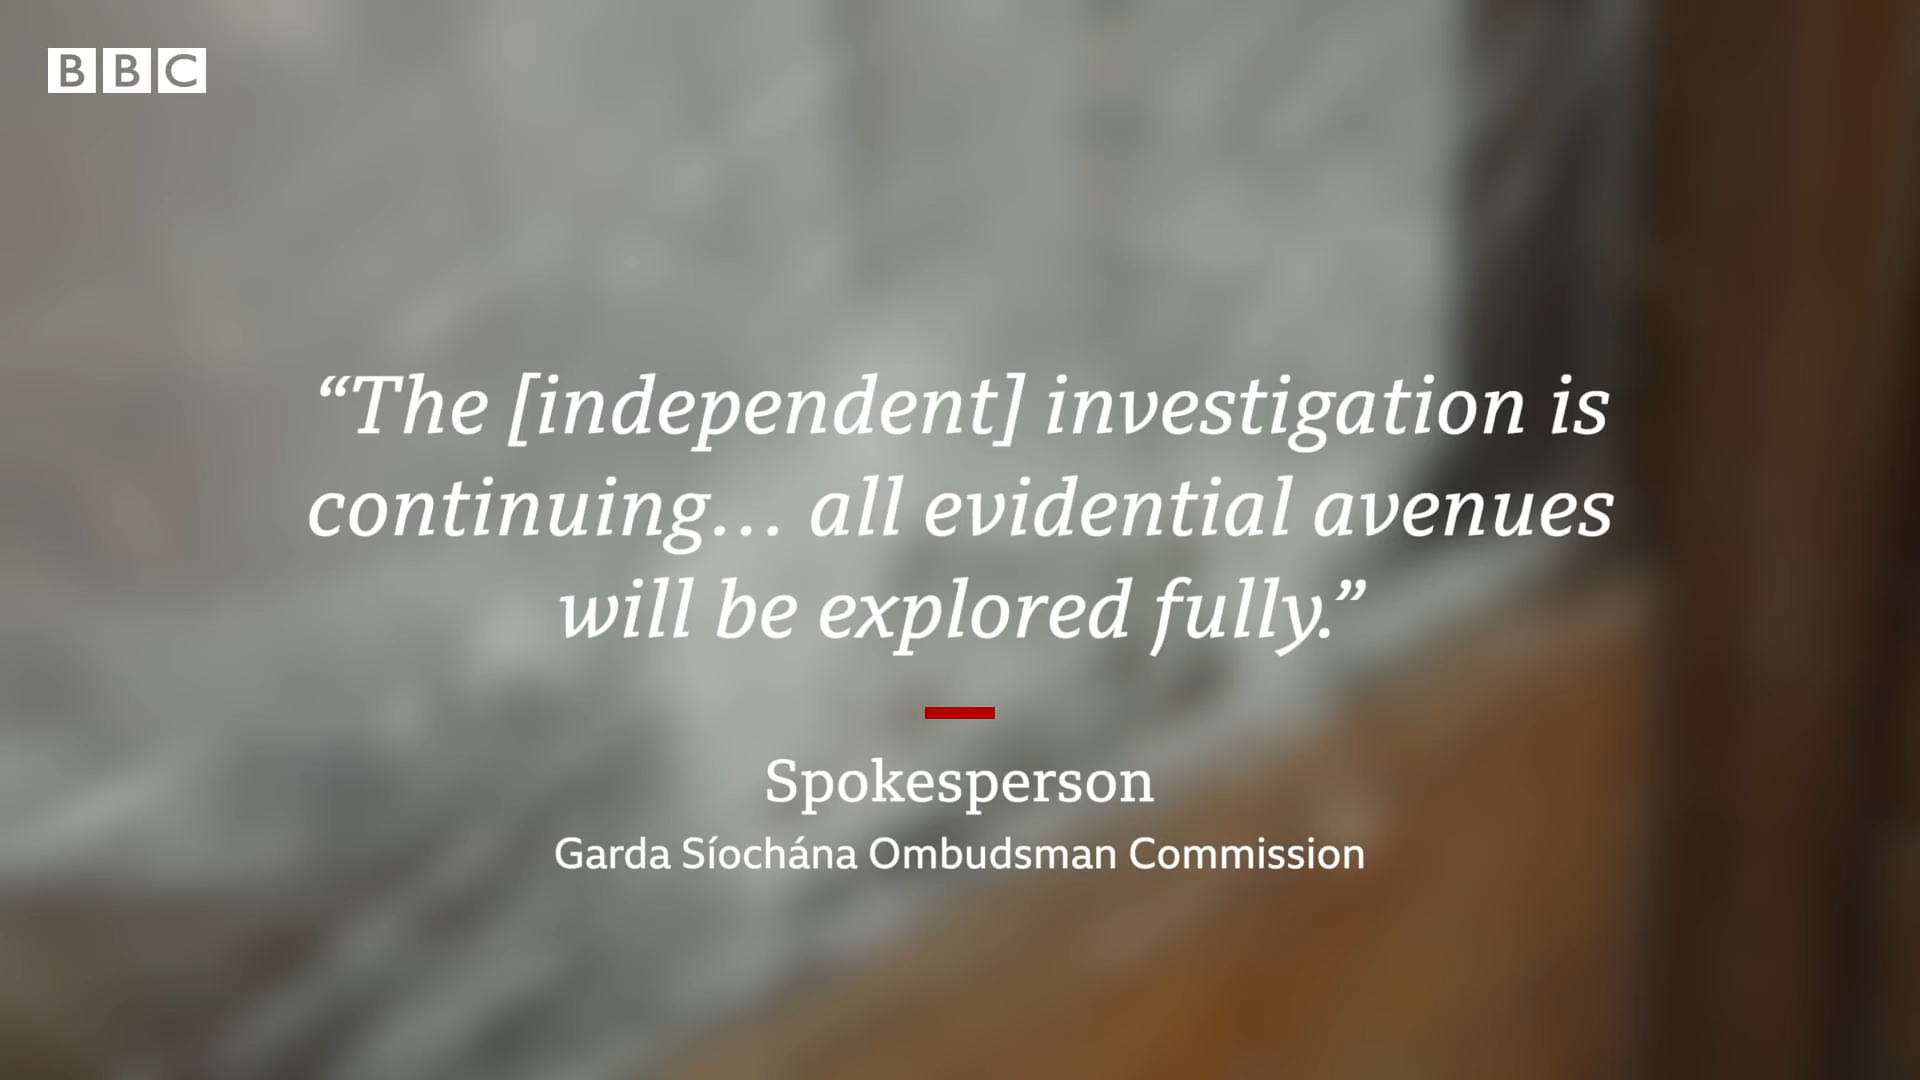 BBC
“The [independent] investigation is
continuing... all evidential avenues
will be explored fully.”
Spokesperson
Garda Síochána Ombudsman Commission